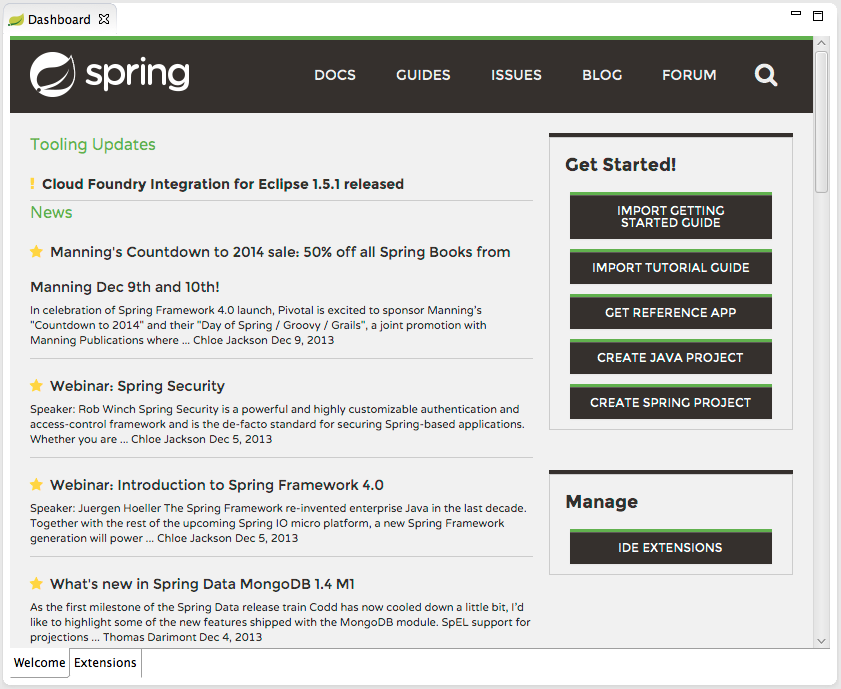 Dashboard
spring
DOCS GUIDES ISSUES BLOG FORUM
Tooling Updates
! Cloud Foundry Integration for Eclipse 1.5.1 released
News
Manning's Countdown to 2014 sale: 50% off all Spring Books from
Manning Dec 9th and 10th!
In celebration of Spring Framework 4.0 launch, Pivotal is excited to sponsor Manning's
"Countdown to 2014" and their "Day of Spring / Groovy / Grails", a joint promotion with
Manning Publications where ... Chloe Jackson Dec 9, 2013
Webinar: Spring Security
Speaker: Rob Winch Spring Security is a powerful and highly customizable authentication and
access-control framework and is the de-facto standard for securing Spring-based applications.
Whether you are ... Chloe Jackson Dec 5, 2013
Webinar: Introduction to Spring Framework 4.0
Speaker: Juergen Hoeller The Spring Framework re-invented enterprise Java in the last decade.
Together with the rest of the upcoming Spring IO micro platform, a new Spring Framework
generation will power ... Chloe Jackson Dec 5, 2013
What's new in Spring Data MongoDB 1.4 M1
As the first milestone of the Spring Data release train Codd has now cooled down a little bit, I'd
like to highlight some of the new features shipped with the MongoDB module. SpEL support for
projections ... Thomas Darimont Dec 4, 2013
Get Started!
IMPORT GETTING
STARTED GUIDE
IMPORT TUTORIAL GUIDE
GET REFERENCE APP
CREATE JAVA PROJECT
CREATE SPRING PROJECT
Manage
IDE EXTENSIONS
Welcome Extensions